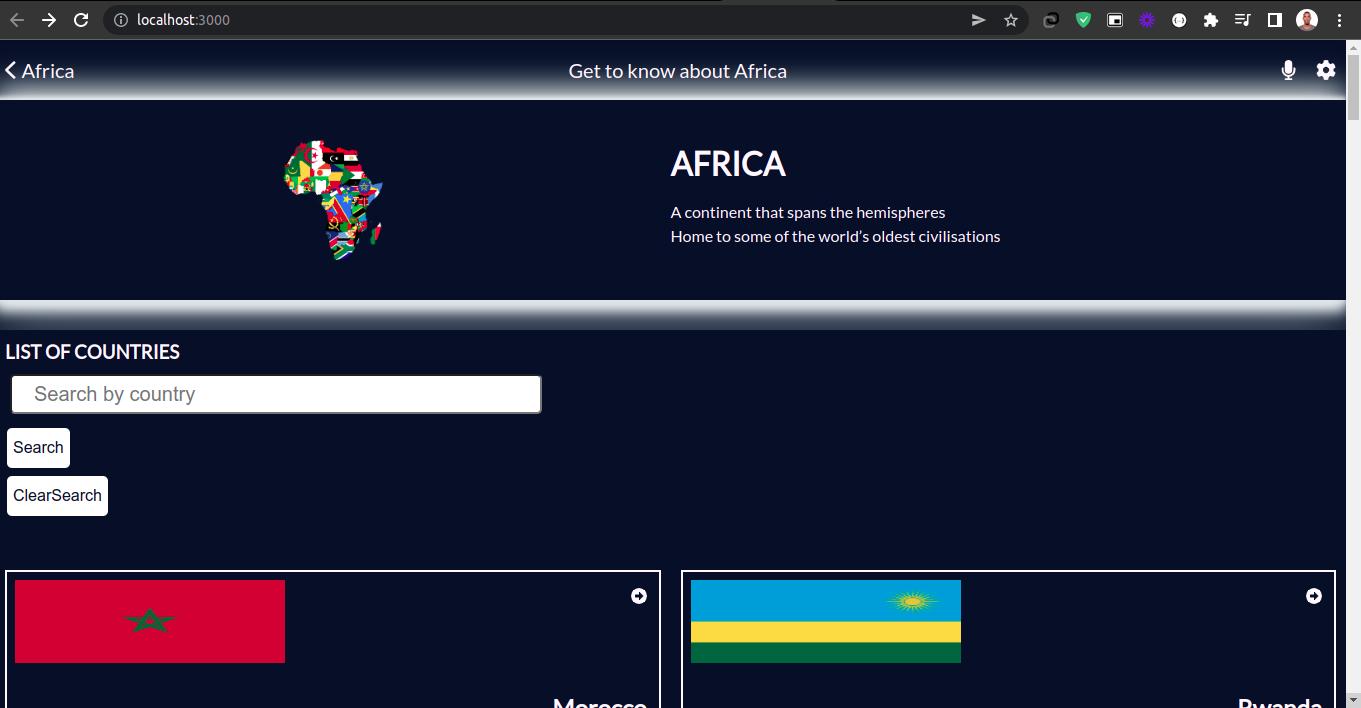 localhost:3000
Africa
Get to know about Africa
AFRICA
A continent that spans the hemispheres
Home to some of the world’s oldest civilisations
LIST OF COUNTRIES
Search by country
Search
ClearSearch
Morocco
Rwanda